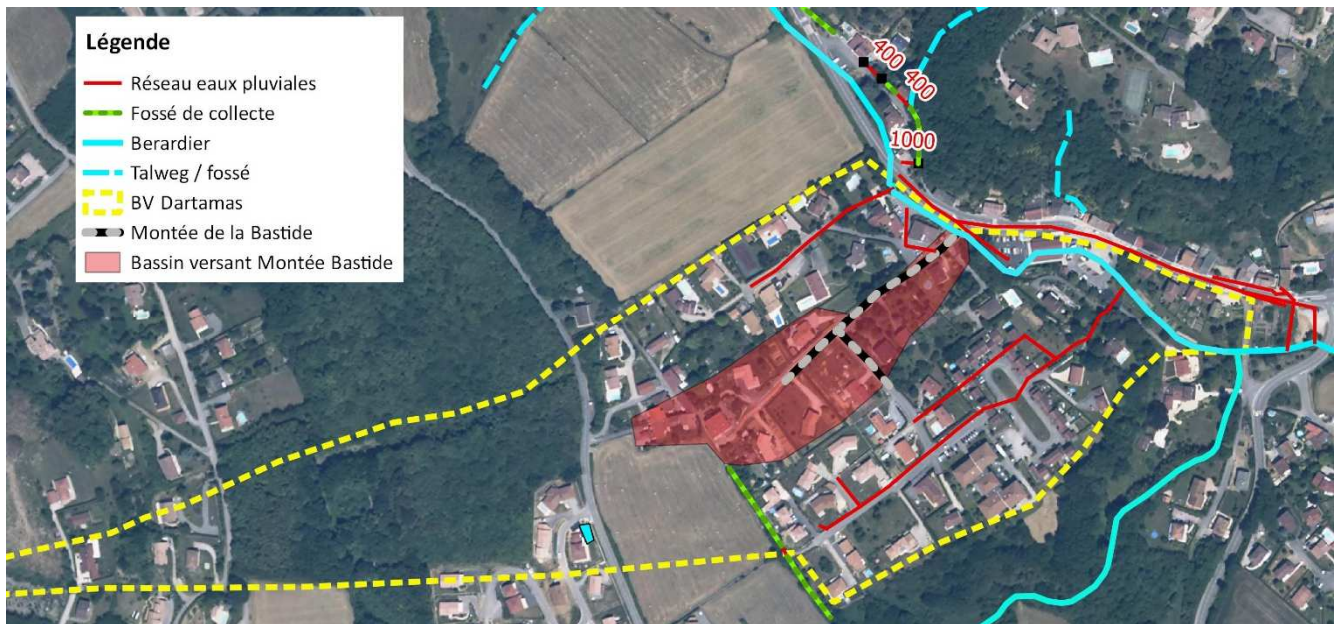 Légende
Réseau eaux pluviales
Fossé de collecte
Berardier
Talweg / fossé
BV Dartamas
Montée de la Bastide
Bassin versant Montée Bastide
400
400
1000